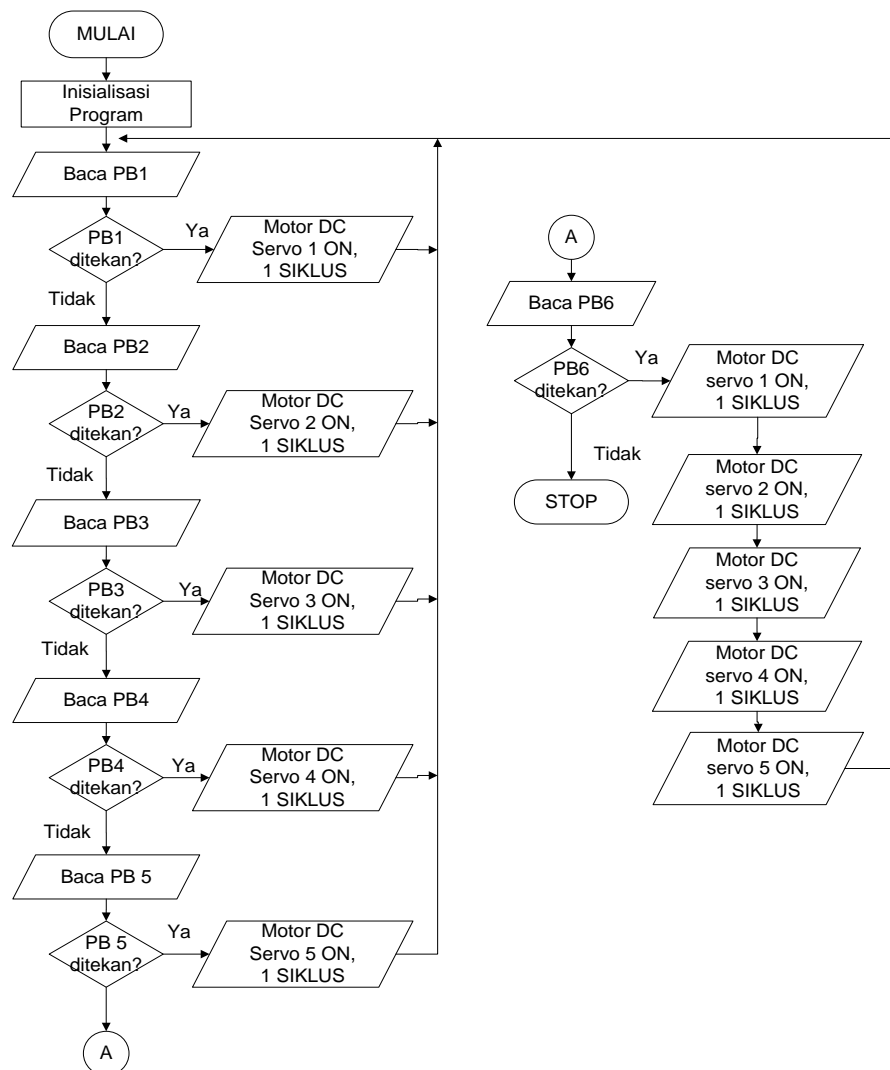 MULAI
Inisialisasi
Program
Baca PB1
PB1
ditekan?
Ya
Motor DC
Servo 1 ON,
1 SIKLUS
Tidak
Baca PB2
PB2
ditekan?
Ya
Motor DC
Servo 2 ON,
1 SIKLUS
Tidak
Baca PB3
PB3
ditekan?
Ya
Motor DC
Servo 3 ON,
1 SIKLUS
Tidak
Baca PB4
PB4
ditekan?
Ya
Motor DC
Servo 4 ON,
1 SIKLUS
Tidak
Baca PB 5
PB 5
ditekan?
Ya
Motor DC
Servo 5 ON,
1 SIKLUS
A
A
Baca PB6
PB6
ditekan?
Ya
Motor DC
servo 1 ON,
1 SIKLUS
Tidak
STOP
Motor DC
servo 2 ON,
1 SIKLUS
Motor DC
servo 3 ON,
1 SIKLUS
Motor DC
servo 4 ON,
1 SIKLUS
Motor DC
servo 5 ON,
1 SIKLUS